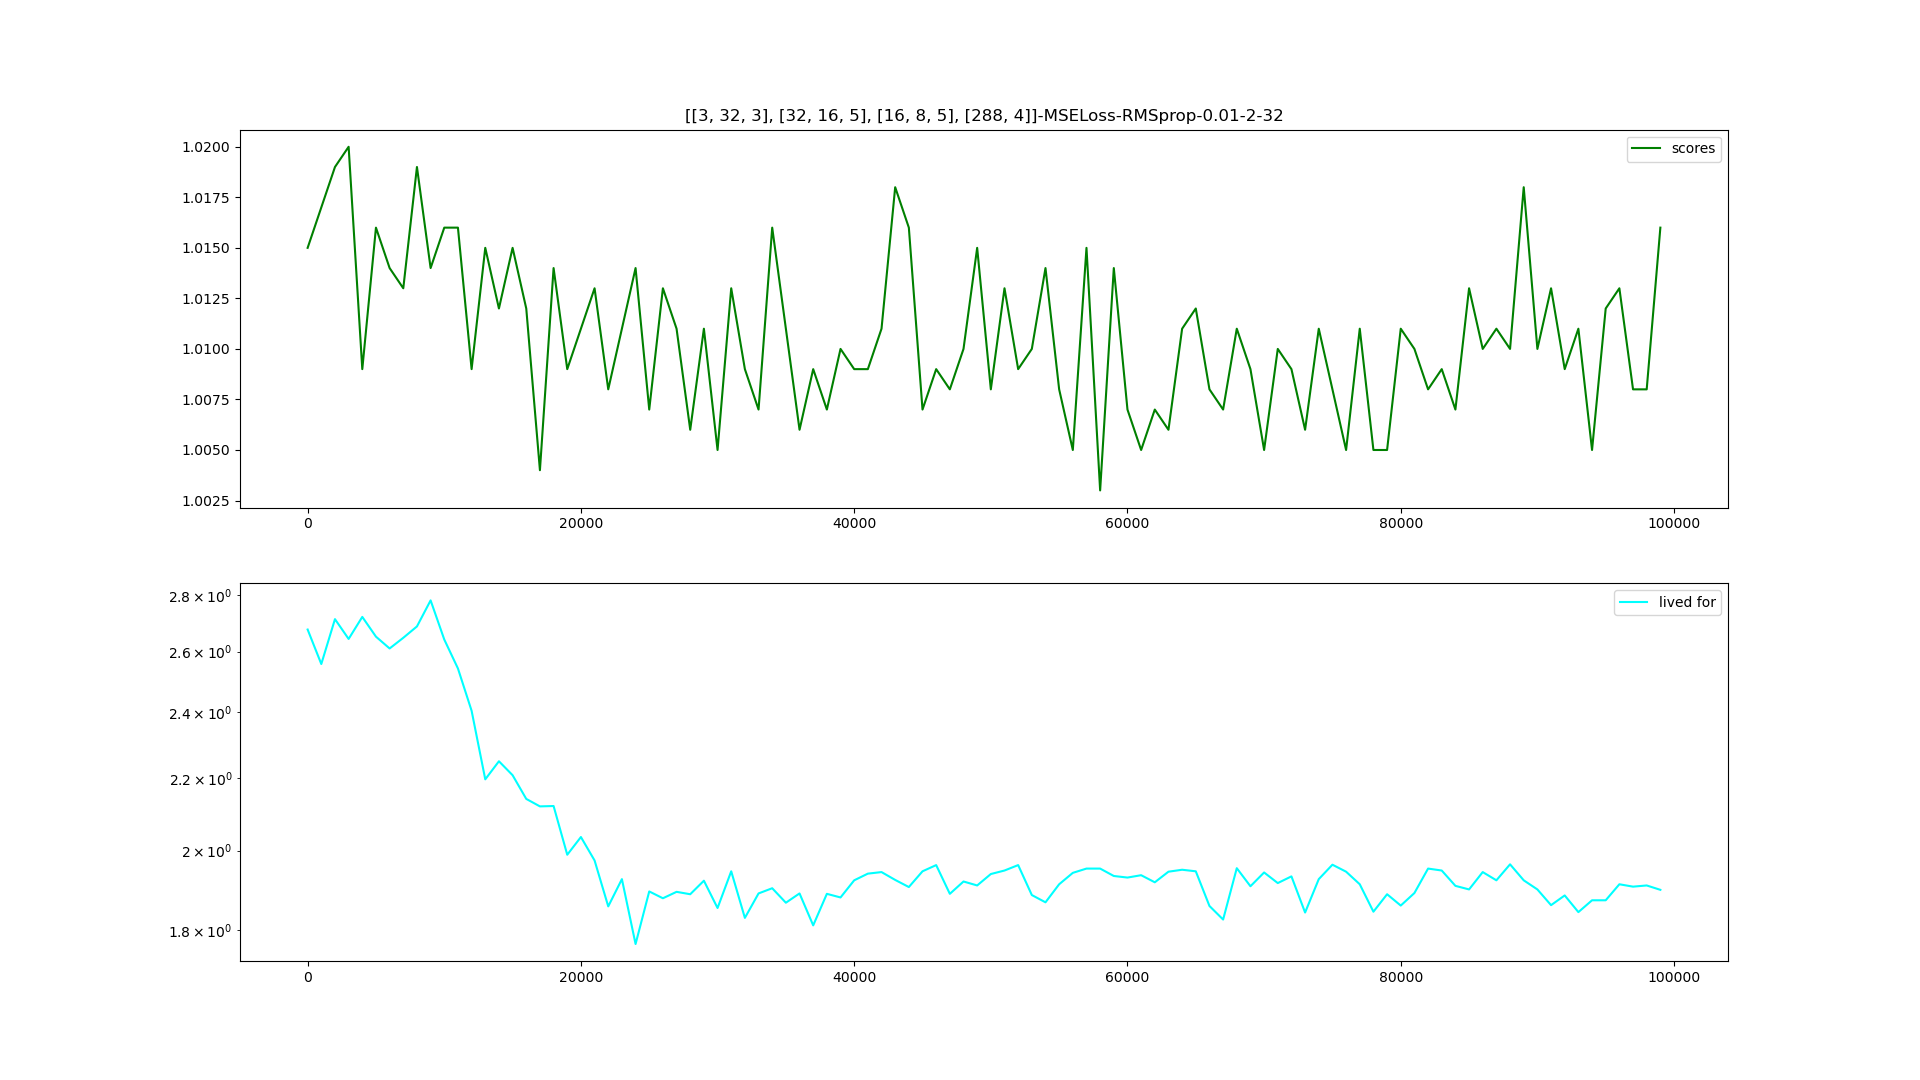 [[3, 32, 3], [32, 16, 5], [16, 8, 5], [288, 4]]-MSELoss-RMSprop-0.01-2-32
scores
1.0200
1.0175
1.0150
1.0125
1.0100
1.0075
1.0050
1.0025
0 20000 40000 60000 80000 100000
lived for
2.8 × 10⁰
2.6 × 10⁰
2.4 × 10⁰
2.2 × 10⁰
2 × 10⁰
1.8 × 10⁰
0 20000 40000 60000 80000 100000